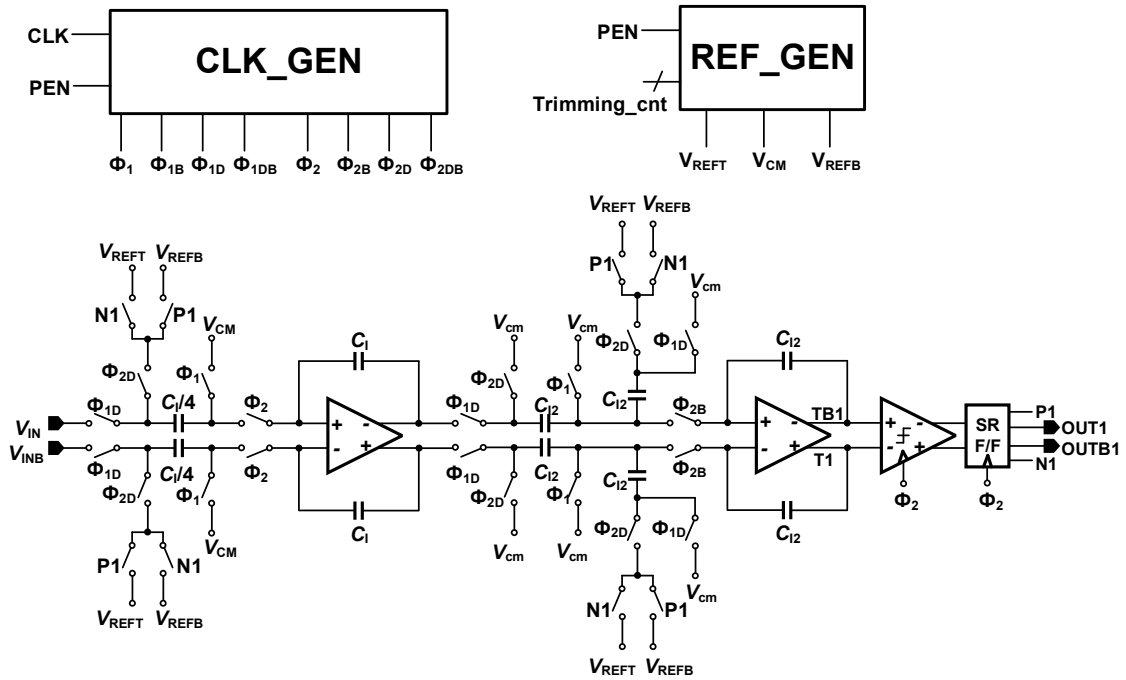 CLK
PEN
CLK_GEN
Φ1 Φ1B Φ1D Φ1DB Φ2 Φ2B Φ2D Φ2DB
PEN
Trimming_cnt
REF_GEN
VREFT VCM VREFB
VREFT VREFB
N1 P1
VCM
Φ2D Φ1
VIN
VINB
Φ1D
CI/4
Φ2
Φ1D
CI/4
Φ2
Φ2D Φ1
VCM
P1 N1
VREFT VREFB
CI
+ -
- +
CI
Vcm Vcm
Φ2D Φ1
Φ1D
CI2
Φ1D
CI2
Φ2D Φ1
Vcm Vcm
VREFT VREFB
P1 N1
Vcm
Φ2D Φ1D
CI2
Φ2B
CI2
Φ2B
Φ2D Φ1D
Vcm
N1 P1
VREFT VREFB
CI2
+ - TB1
- + T1
CI2
+ -
- +
Φ2
SR
F/F
Φ2
P1
OUT1
OUTB1
N1